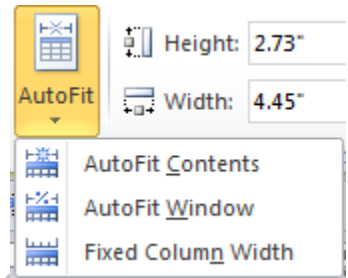 Height: 2.73"
AutoFit
Width: 4.45"
AutoFit Contents
AutoFit Window
Fixed Column Width